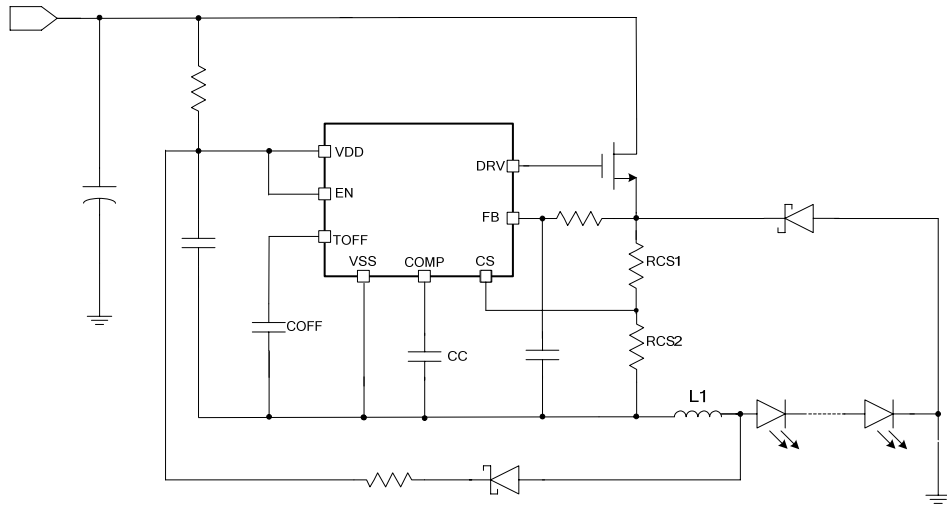 VDD
DRV
EN
FB
TOFF
VSS
COMP
CS
RCS1
COFF
RCS2
CC
L1